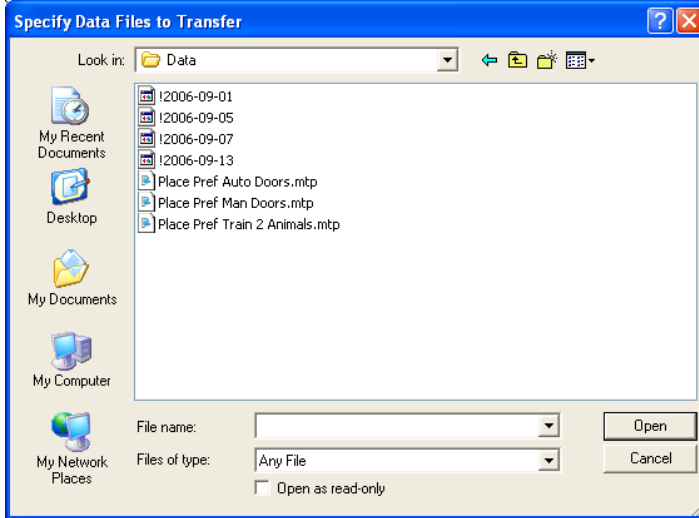 Specify Data Files to Transfer
Look in: Data
My Recent
Documents
Desktop
My Documents
My Computer
My Network
Places
!2006-09-01
!2006-09-05
!2006-09-07
!2006-09-13
Place Pref Auto Doors.mtp
Place Pref Man Doors.mtp
Place Pref Train 2 Animals.mtp
File name:
Open
Files of type: Any File
Cancel
Open as read-only